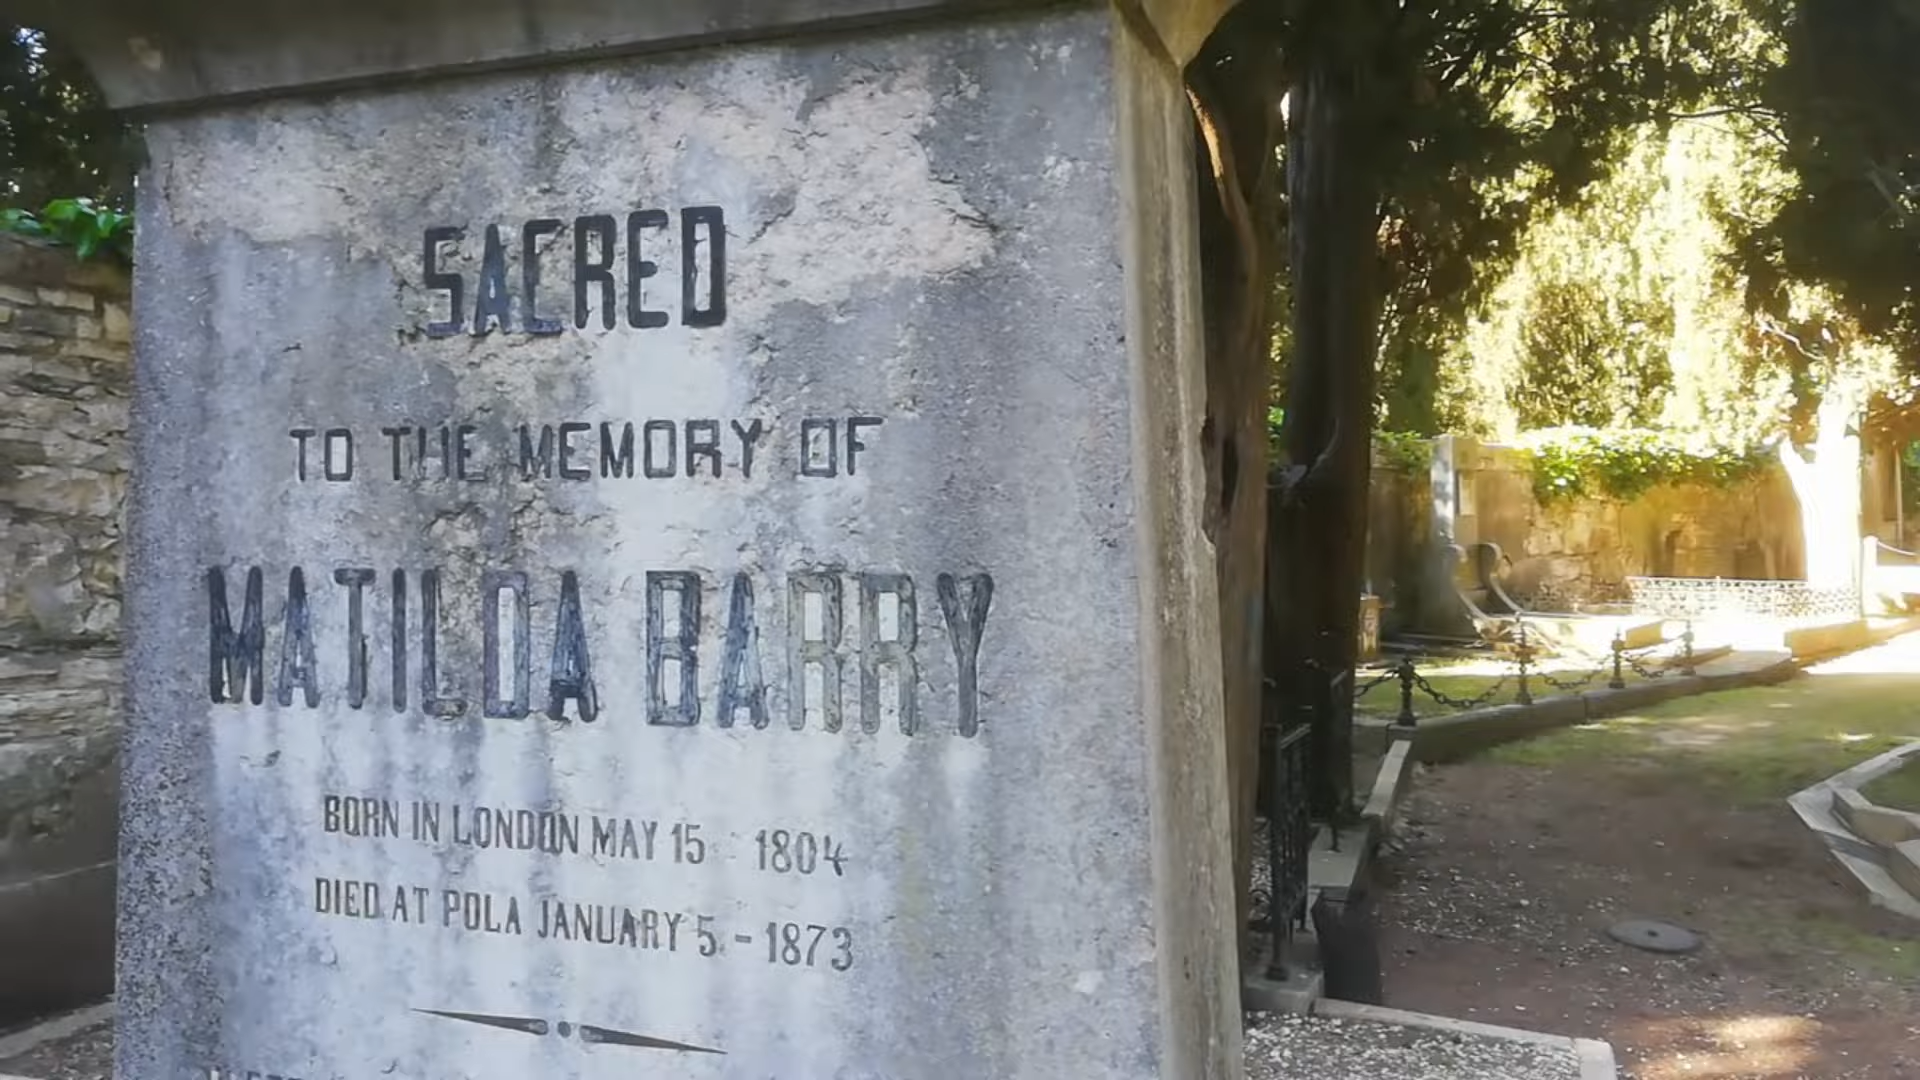 SACRED
TO THE MEMORY OF
MATILDA BARRY
BORN IN LONDON MAY 15 - 1804
DIED AT POLA JANUARY 5. - 1873